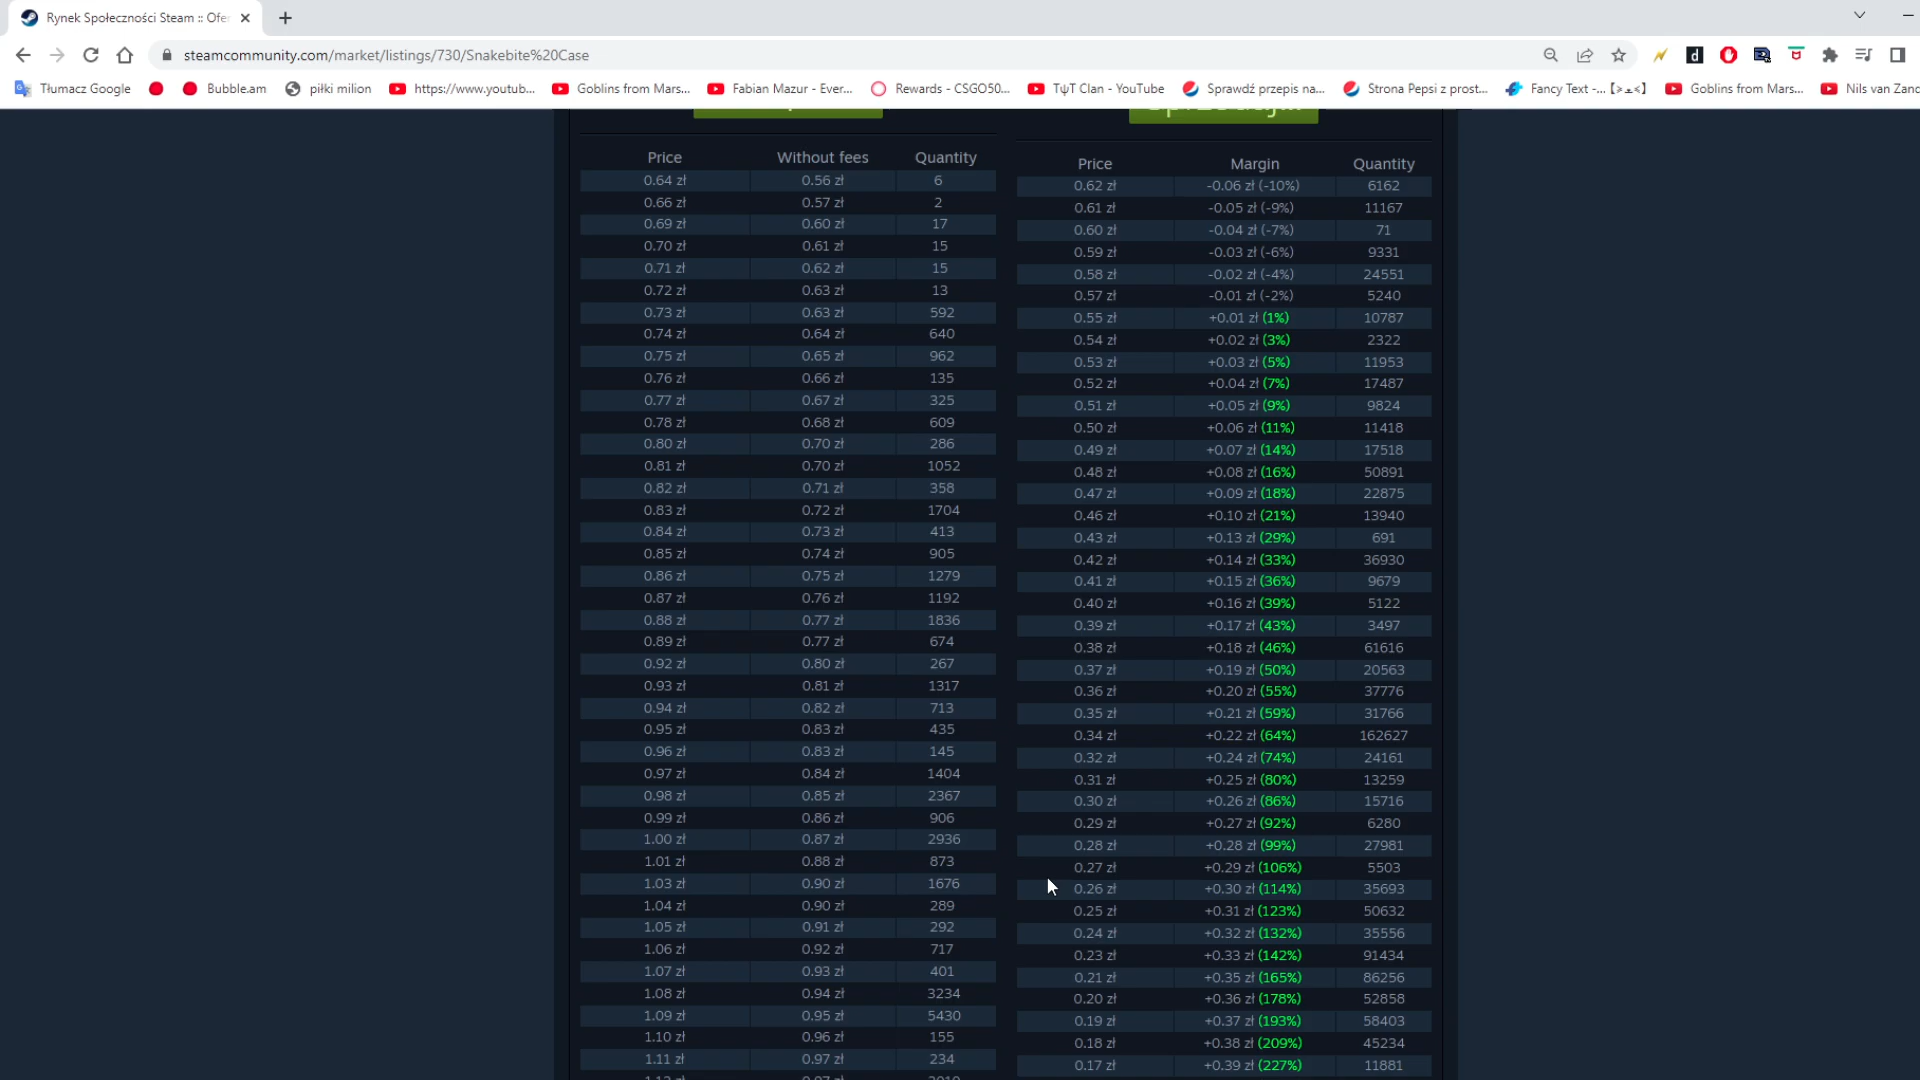 Rynek Społeczności Steam :: Ofe
steamcommunity.com/market/listings/730/Snakebite%20Case
Tłumacz Google
Bubble.am
piłki milion
https://www.youtub...
Goblins from Mars...
Fabian Mazur - Ever...
Rewards - CSGO50...
TψT Clan - YouTube
Sprawdź przepis na...
Strona Pepsi z prost...
Fancy Text -... 
Goblins from Mars...
Nils van Zand
Price Without fees Quantity
0.64 zł 0.56 zł 6
0.66 zł 0.57 zł 2
0.69 zł 0.60 zł 17
0.70 zł 0.61 zł 15
0.71 zł 0.62 zł 15
0.72 zł 0.63 zł 13
0.73 zł 0.63 zł 592
0.74 zł 0.64 zł 640
0.75 zł 0.65 zł 962
0.76 zł 0.66 zł 135
0.77 zł 0.67 zł 325
0.78 zł 0.68 zł 609
0.80 zł 0.70 zł 286
0.81 zł 0.70 zł 1052
0.82 zł 0.71 zł 358
0.83 zł 0.72 zł 1704
0.84 zł 0.73 zł 413
0.85 zł 0.74 zł 905
0.86 zł 0.75 zł 1279
0.87 zł 0.76 zł 1192
0.88 zł 0.77 zł 1836
0.89 zł 0.77 zł 674
0.92 zł 0.80 zł 267
0.93 zł 0.81 zł 1317
0.94 zł 0.82 zł 713
0.95 zł 0.83 zł 435
0.96 zł 0.83 zł 145
0.97 zł 0.84 zł 1404
0.98 zł 0.85 zł 2367
0.99 zł 0.86 zł 906
1.00 zł 0.87 zł 2936
1.01 zł 0.88 zł 873
1.03 zł 0.90 zł 1676
1.04 zł 0.90 zł 289
1.05 zł 0.91 zł 292
1.06 zł 0.92 zł 717
1.07 zł 0.93 zł 401
1.08 zł 0.94 zł 3234
1.09 zł 0.95 zł 5430
1.10 zł 0.96 zł 155
1.11 zł 0.97 zł 234
Price Margin Quantity
0.62 zł -0.06 zł (-10%) 6162
0.61 zł -0.05 zł (-9%) 11167
0.60 zł -0.04 zł (-7%) 71
0.59 zł -0.03 zł (-6%) 9331
0.58 zł -0.02 zł (-4%) 24551
0.57 zł -0.01 zł (-2%) 5240
0.55 zł +0.01 zł (1%) 10787
0.54 zł +0.02 zł (3%) 2322
0.53 zł +0.03 zł (5%) 11953
0.52 zł +0.04 zł (7%) 17487
0.51 zł +0.05 zł (9%) 9824
0.50 zł +0.06 zł (11%) 11418
0.49 zł +0.07 zł (14%) 17518
0.48 zł +0.08 zł (16%) 50891
0.47 zł +0.09 zł (18%) 22875
0.46 zł +0.10 zł (21%) 13940
0.43 zł +0.13 zł (29%) 691
0.42 zł +0.14 zł (33%) 36930
0.41 zł +0.15 zł (36%) 9679
0.40 zł +0.16 zł (39%) 5122
0.39 zł +0.17 zł (43%) 3497
0.38 zł +0.18 zł (46%) 61616
0.37 zł +0.19 zł (50%) 20563
0.36 zł +0.20 zł (55%) 37776
0.35 zł +0.21 zł (59%) 31766
0.34 zł +0.22 zł (64%) 162627
0.32 zł +0.24 zł (74%) 24161
0.31 zł +0.25 zł (80%) 13259
0.30 zł +0.26 zł (86%) 15716
0.29 zł +0.27 zł (92%) 6280
0.28 zł +0.28 zł (99%) 27981
0.27 zł +0.29 zł (106%) 5503
0.26 zł +0.30 zł (114%) 35693
0.25 zł +0.31 zł (123%) 50632
0.24 zł +0.32 zł (132%) 35556
0.23 zł +0.33 zł (142%) 91434
0.21 zł +0.35 zł (165%) 86256
0.20 zł +0.36 zł (178%) 52858
0.19 zł +0.37 zł (193%) 58403
0.18 zł +0.38 zł (209%) 45234
0.17 zł +0.39 zł (227%) 11881